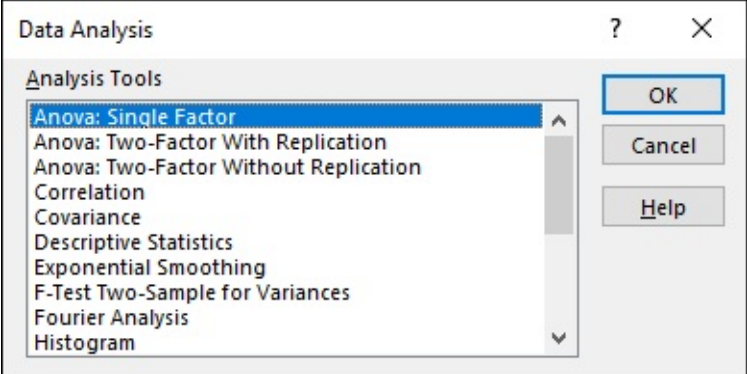 Data Analysis ? ✕
Analysis Tools
Anova: Single Factor
Anova: Two-Factor With Replication
Anova: Two-Factor Without Replication
Correlation
Covariance
Descriptive Statistics
Exponential Smoothing
F-Test Two-Sample for Variances
Fourier Analysis
Histogram
OK
Cancel
Help